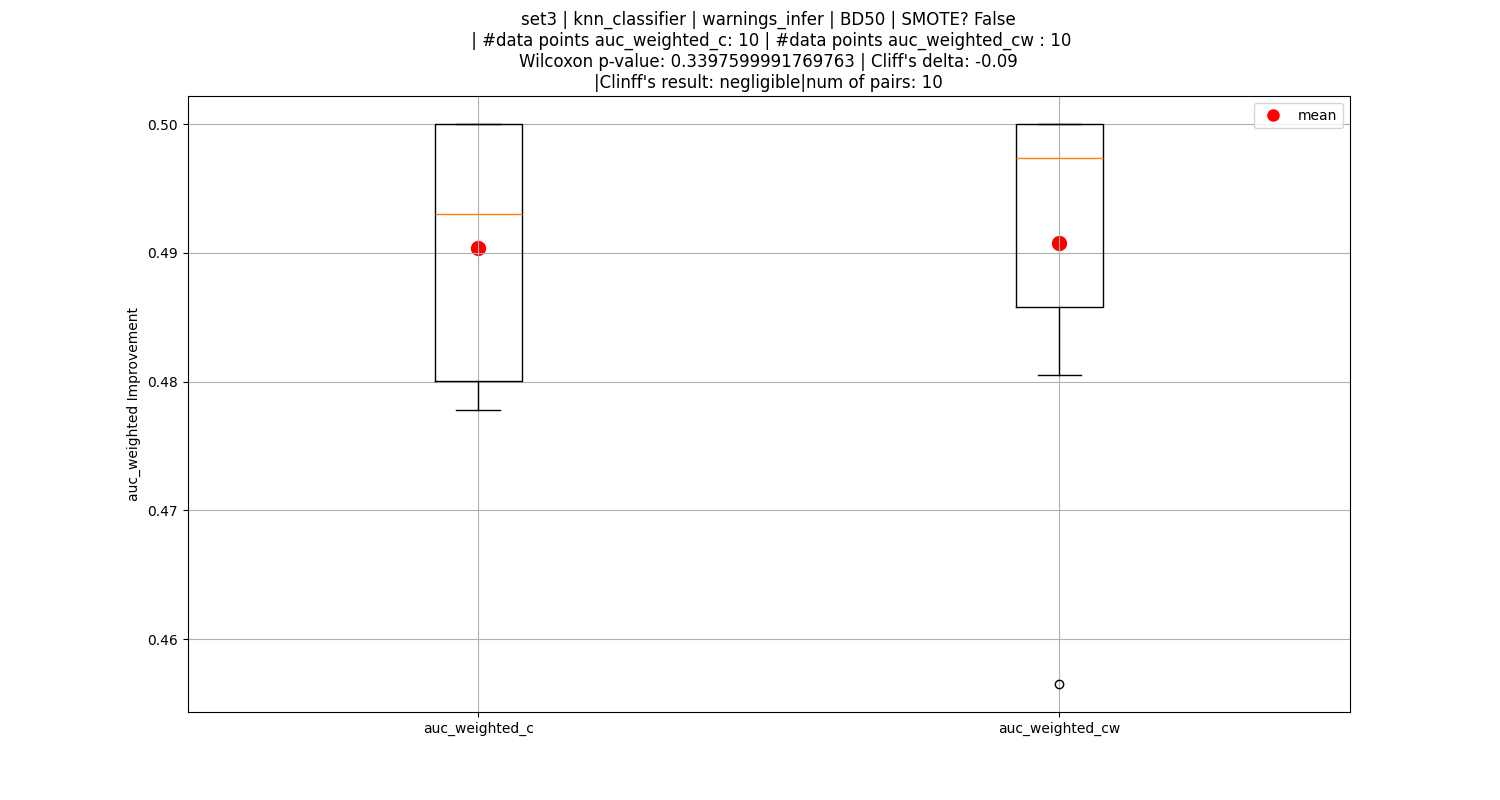 set3 | knn_classifier | warnings_infer | BD50 | SMOTE? False
| #data points auc_weighted_c: 10 | #data points auc_weighted_cw : 10
Wilcoxon p-value: 0.3397599991769763 | Cliff's delta: -0.09
|Clinff's result: negligible|num of pairs: 10
mean
auc_weighted Improvement
0.50
0.49
0.48
0.47
0.46
auc_weighted_c
auc_weighted_cw